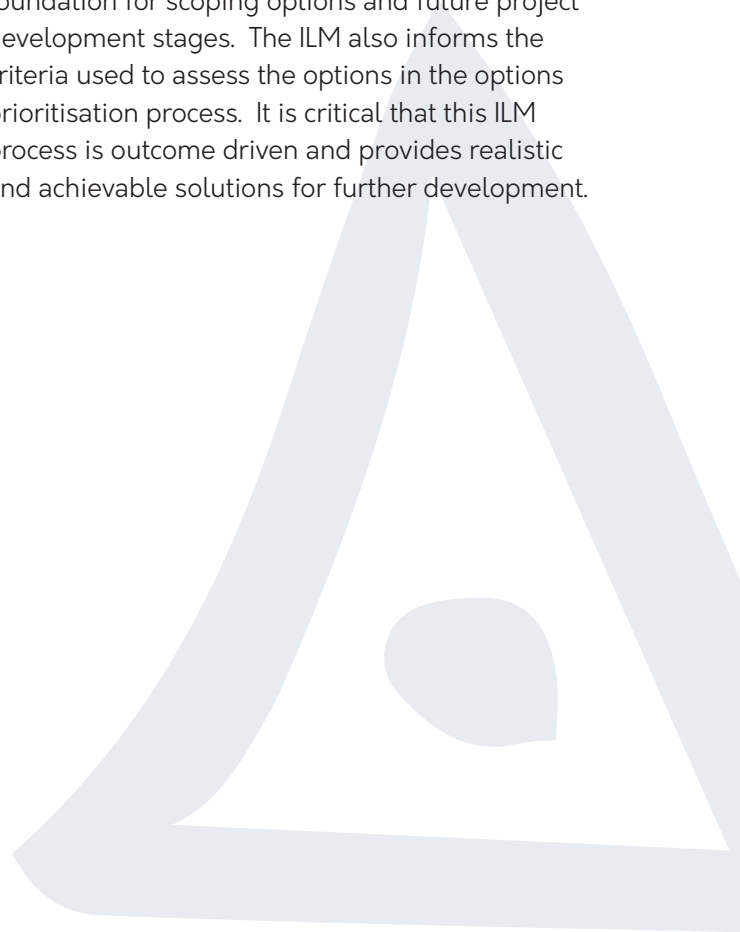 oundation for scoping options and future project
evelopment stages. The ILM also informs the
riteria used to assess the options in the options
rioritisation process. It is critical that this ILM
rocess is outcome driven and provides realistic
nd achievable solutions for further development.